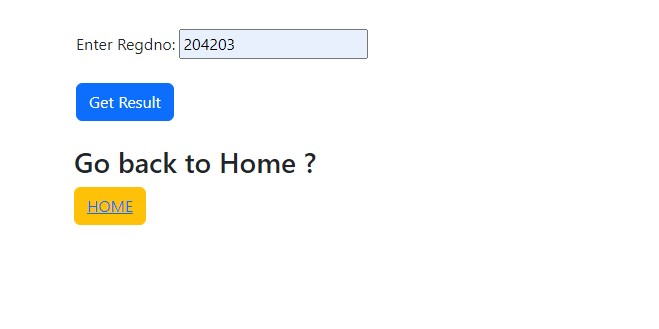 Enter Regdno: 204203
Get Result
Go back to Home ?
HOME